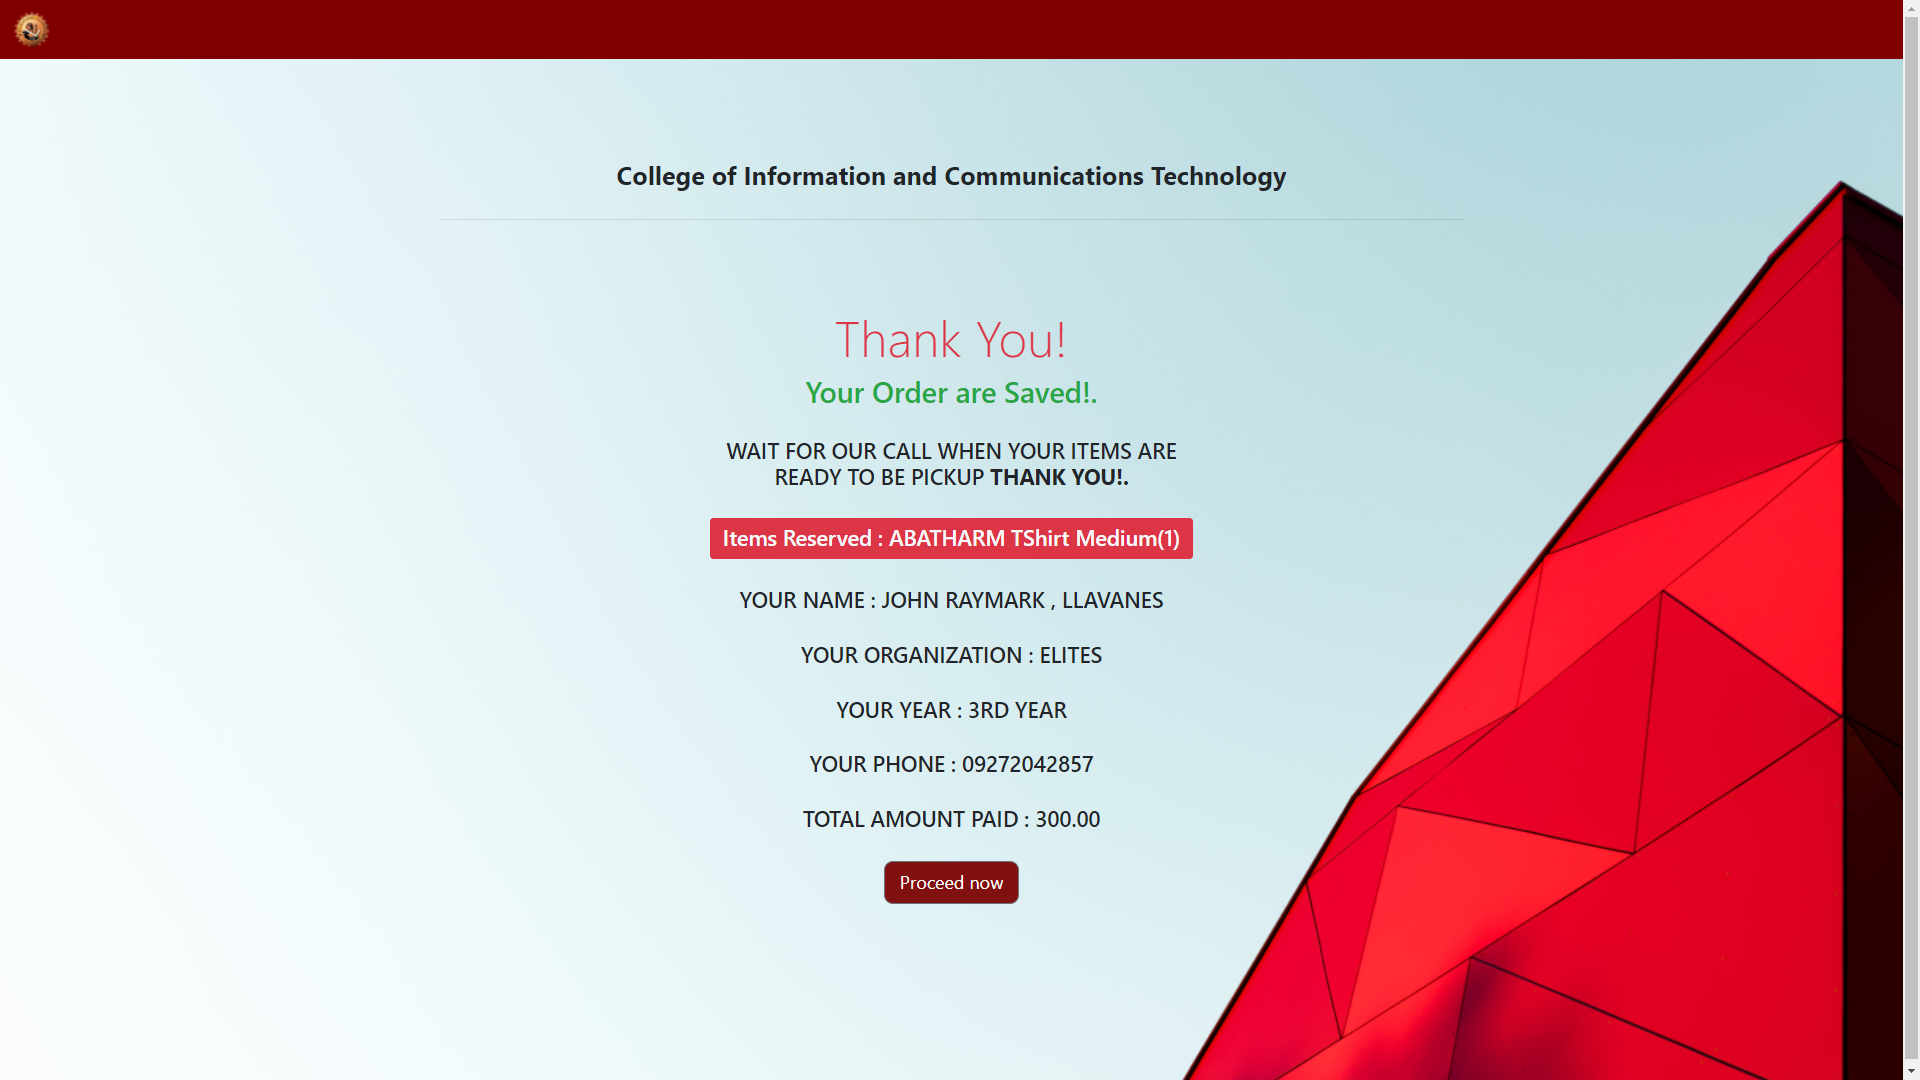 College of Information and Communications Technology
Thank You!
Your Order are Saved!.
WAIT FOR OUR CALL WHEN YOUR ITEMS ARE
READY TO BE PICKUP THANK YOU!.
Items Reserved : ABATHARM TShirt Medium(1)
YOUR NAME : JOHN RAYMARK , LLAVANES
YOUR ORGANIZATION : ELITES
YOUR YEAR : 3RD YEAR
YOUR PHONE : 09272042857
TOTAL AMOUNT PAID : 300.00
Proceed now